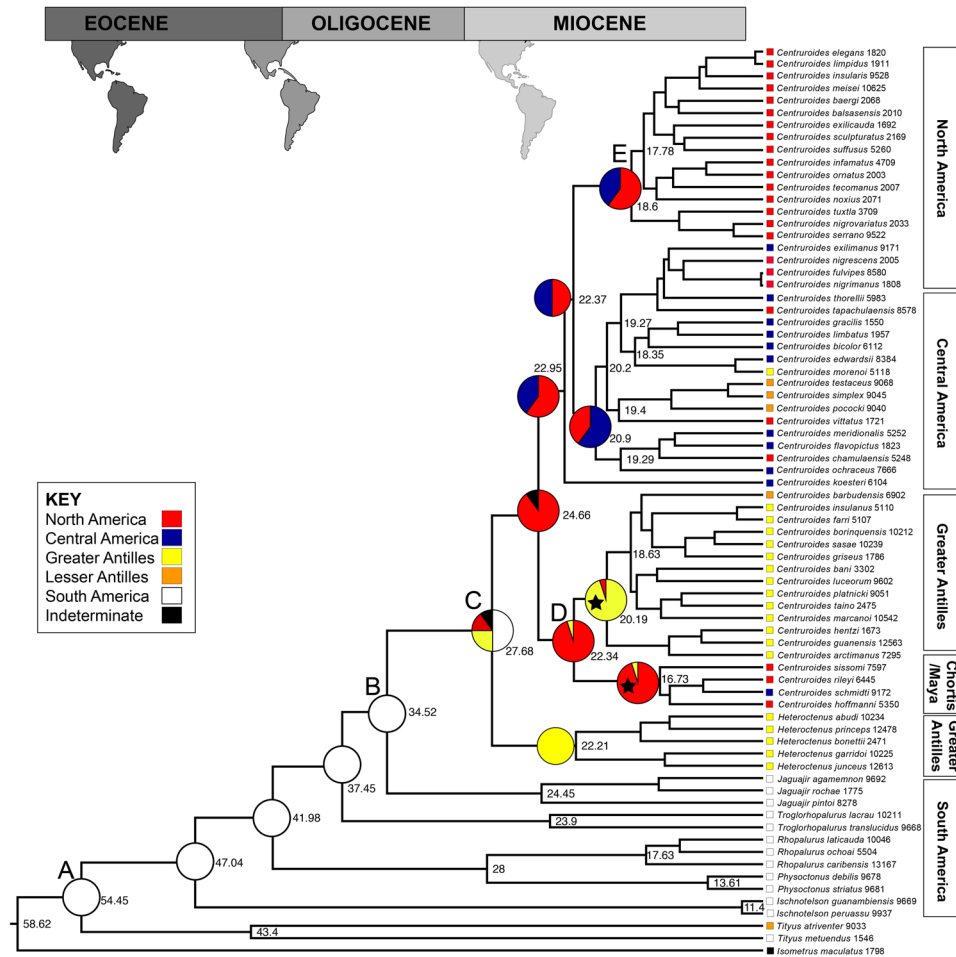 EOCENE
OLIGOCENE
MIOCENE
Centruroides elegans 1820
Centruroides limpidus 1911
Centruroides insularis 9528
Centruroides meisei 10625
Centruroides baergi 2068
Centruroides balsasensis 2010
Centruroides exilicauda 1692
Centruroides sculpturatus 2169
Centruroides suffusus 5260
Centruroides infamatus 4709
Centruroides ornatus 2003
Centruroides tecomanus 2007
Centruroides noxius 2071
Centruroides tuxtla 3709
Centruroides nigrovariatus 2033
Centruroides serrano 9522
Centruroides exilimanus 9171
Centruroides nigrescens 2005
Centruroides fulvipes 8580
Centruroides nigrimanus 1808
Centruroides thorellii 5983
Centruroides tapachulaensis 8578
Centruroides gracilis 1550
Centruroides limbatus 1957
Centruroides bicolor 6112
Centruroides edwardsii 8384
Centruroides morenoi 5118
Centruroides testaceus 9068
Centruroides simplex 9045
Centruroides pococki 9040
Centruroides vittatus 1721
Centruroides meridionalis 5252
Centruroides flavopictus 1823
Centruroides chamulaensis 5248
Centruroides ochraceus 7666
Centruroides koesteri 6104
Centruroides barbudensis 6902
Centruroides insulanus 5110
Centruroides farri 5107
Centruroides borinquensis 10212
Centruroides sasae 10239
Centruroides griseus 1786
Centruroides bani 3302
Centruroides luceorum 9602
Centruroides platnicki 9051
Centruroides taino 2475
Centruroides marcanoi 10542
Centruroides hentzi 1673
Centruroides guanensis 12563
Centruroides arctimanus 7295
Centruroides sissomi 7597
Centruroides rileyi 6445
Centruroides schmidti 9172
Centruroides hoffmanni 5350
Heteroctenus abudi 10234
Heteroctenus princeps 12478
Heteroctenus bonettii 2471
Heteroctenus garridoi 10225
Heteroctenus junceus 12613
Jaguajir agamemnon 9692
Jaguajir rochae 1775
Jaguajir pintoi 8278
Troglorhopalurus lacrau 10211
Troglorhopalurus translucidus 9668
Rhopalurus laticauda 10046
Rhopalurus ochoai 5504
Rhopalurus caribensis 13167
Physoctonus debilis 9678
Physoctonus striatus 9681
Ischnotelson guanambiensis 9669
Ischnotelson peruassu 9937
Tityus atriventer 9033
Tityus metuendus 1546
Isometrus maculatus 1798
North America
Central America
Greater Antilles
Chortis
/Maya
Greater
Antilles
South America
E
17.78
18.6
22.37
19.27
18.35
22.95
20.2
19.4
20.9
19.29
24.66
18.63
C
D
20.19
27.68
22.34
16.73
B
34.52
22.21
37.45
24.45
41.98
23.9
17.63
47.04
28
13.61
A
54.45
11.4
58.62
43.4
KEY
North America
Central America
Greater Antilles
Lesser Antilles
South America
Indeterminate